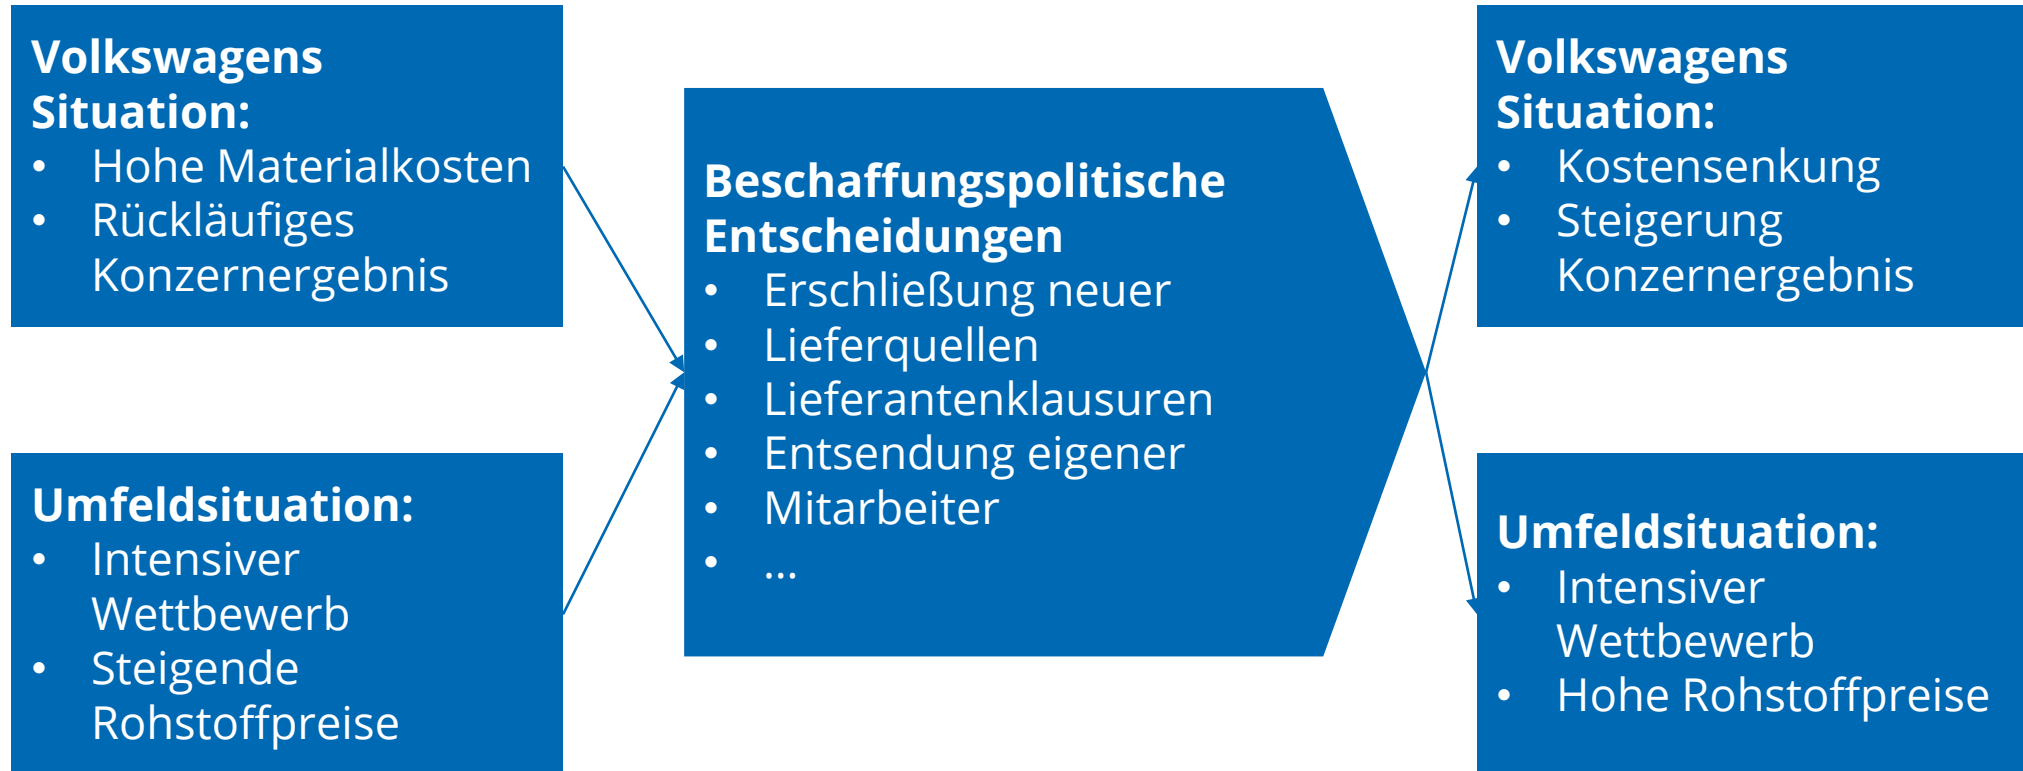 Volkswagens
Situation:
• Hohe Materialkosten
• Rückläufiges
Konzernergebnis
Umfeldsituation:
• Intensiver
Wettbewerb
• Steigende
Rohstoffpreise
Beschaffungspolitische
Entscheidungen
• Erschließung neuer
• Lieferquellen
• Lieferantenklausuren
• Entsendung eigener
• Mitarbeiter
• ...
Volkswagens
Situation:
• Kostensenkung
• Steigerung
Konzernergebnis
Umfeldsituation:
• Intensiver
Wettbewerb
• Hohe Rohstoffpreise